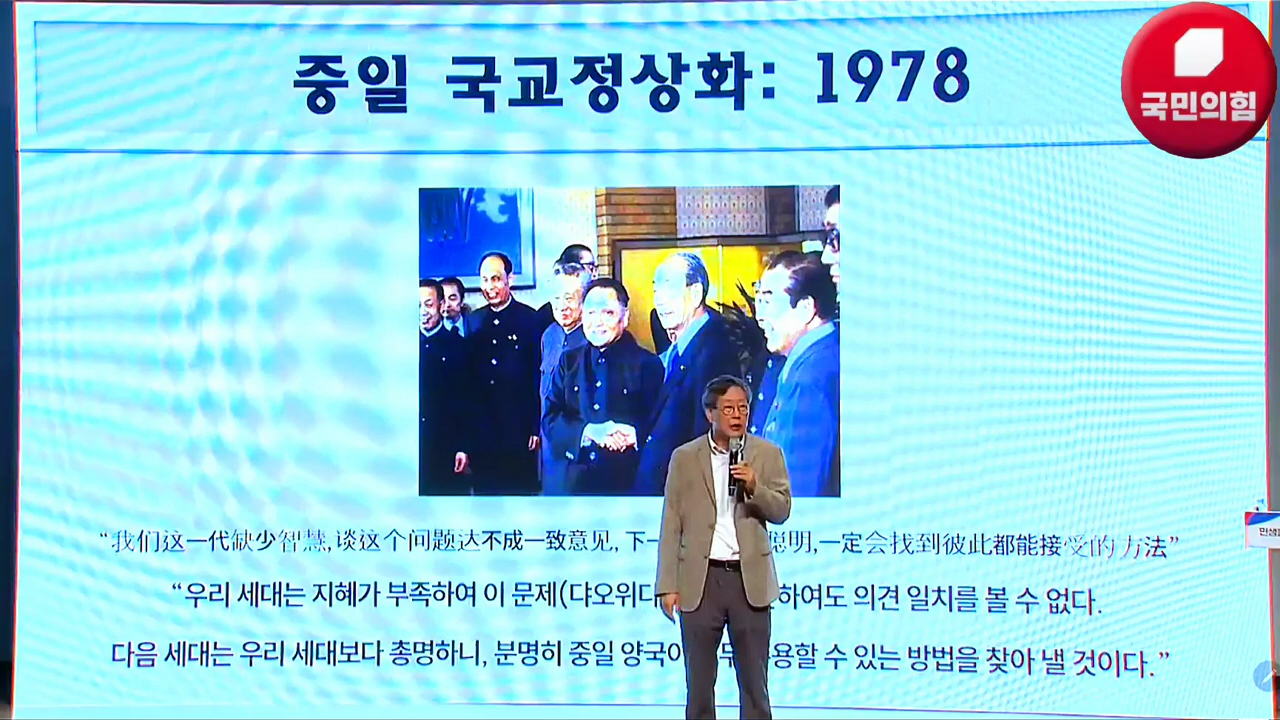 중일 국교정상화: 1978
국민의힘
“我们这一代缺少智慧,谈这个问题达不成一致意见, 下一 聪明,一定会找到彼此都能接受的方法”
“우리 세대는 지혜가 부족하여 이 문제(댜오위다 하여도 의견 일치를 볼 수 없다.
다음 세대는 우리 세대보다 총명하니, 분명히 중일 양국이 용할 수 있는 방법을 찾아 낼 것이다.”
민생